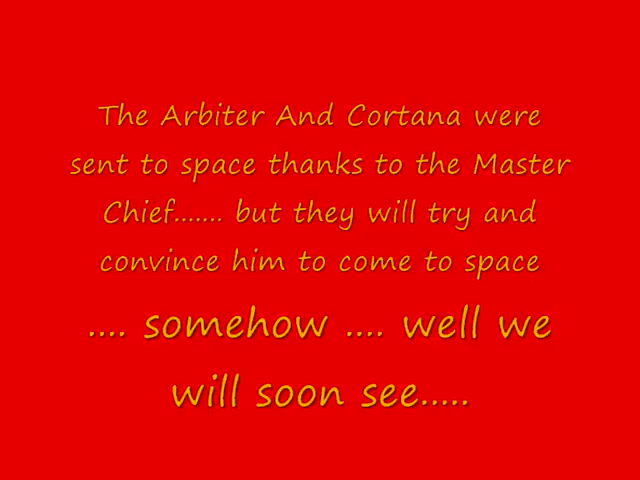 The Arbiter And Cortana were
sent to space thanks to the Master
Chief....... but they will try and
convince him to come to space
.... somehow .... well we
will soon see.....